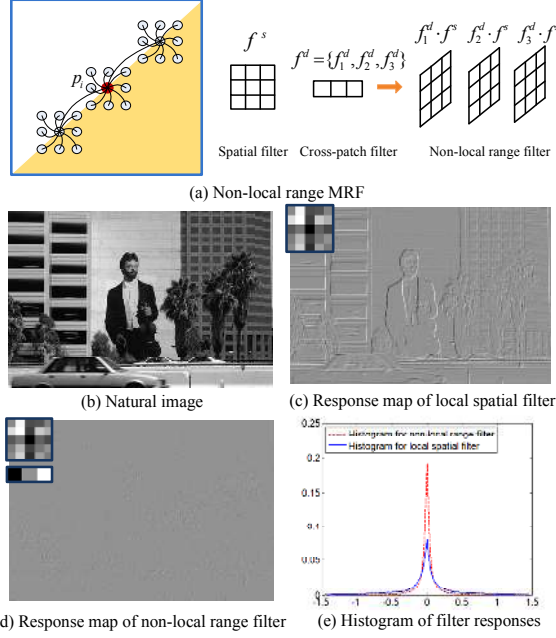 f^s
f^d={f_1^d,f_2^d,f_3^d}
f_1^d·f^s f_2^d·f^s f_3^d·f
p_i
Spatial filter Cross-patch filter Non-local range filter
(a) Non-local range MRF
(b) Natural image
(c) Response map of local spatial filter
0.25
0.2
0.15
0.1
0.05
0
Histogram for non-local range filter
Histogram for local spatial filter
-1.5 -1 -0.5 0 0.5 1 1.5
d) Response map of non-local range filter
(e) Histogram of filter responses